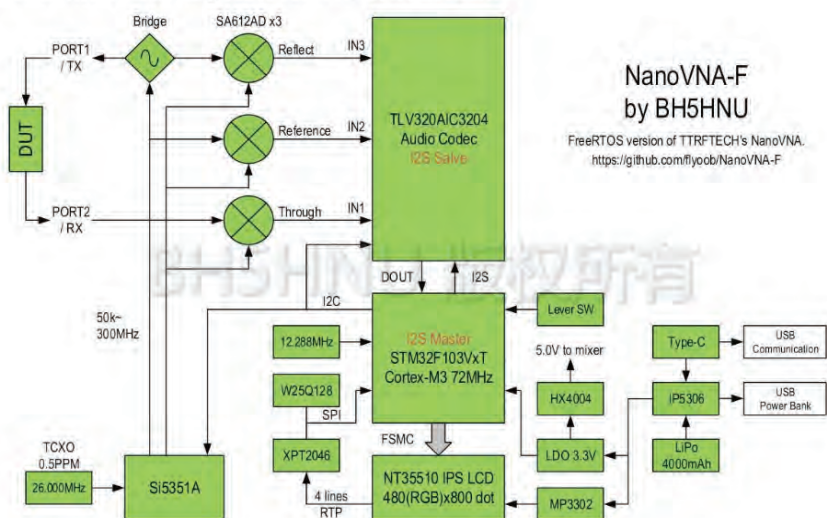 Bridge
SA612AD x3
PORT1
/ TX
Reflect
IN3
DUT
Reference
IN2
PORT2
/ RX
Through
IN1
TLV320AIC3204
Audio Codec
I2S Salve
NanoVNA-F
by BH5HNU
FreeRTOS version of TTRFTECH's NanoVNA.
https://github.com/flyoob/NanoVNA-F
BH5HNU 版权所有
DOUT
I2S
I2C
50k~
300MHz
12.288MHz
I2S Master
STM32F103VxT
Cortex-M3 72MHz
Lever SW
5.0V to mixer
Type-C
USB
Communication
W25Q128
SPI
HX4004
IP5306
USB
Power Bank
TCXO
0.5PPM
XPT2046
FSMC
LDO 3.3V
LiPo
4000mAh
26.000MHz
Si5351A
4 lines
RTP
NT35510 IPS LCD
480(RGB)x800 dot
MP3302